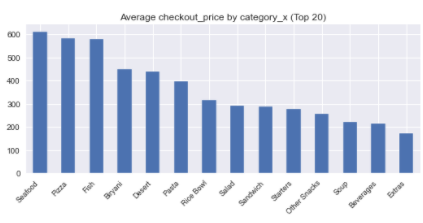 Average checkout_price by category_x (Top 20)
600
500
400
300
200
100
0
Seafood
Pizza
Fish
Biryani
Desert
Pasta
Rice Bowl
Salad
Sandwich
Starters
Other Snacks
Soup
Beverages
Extras